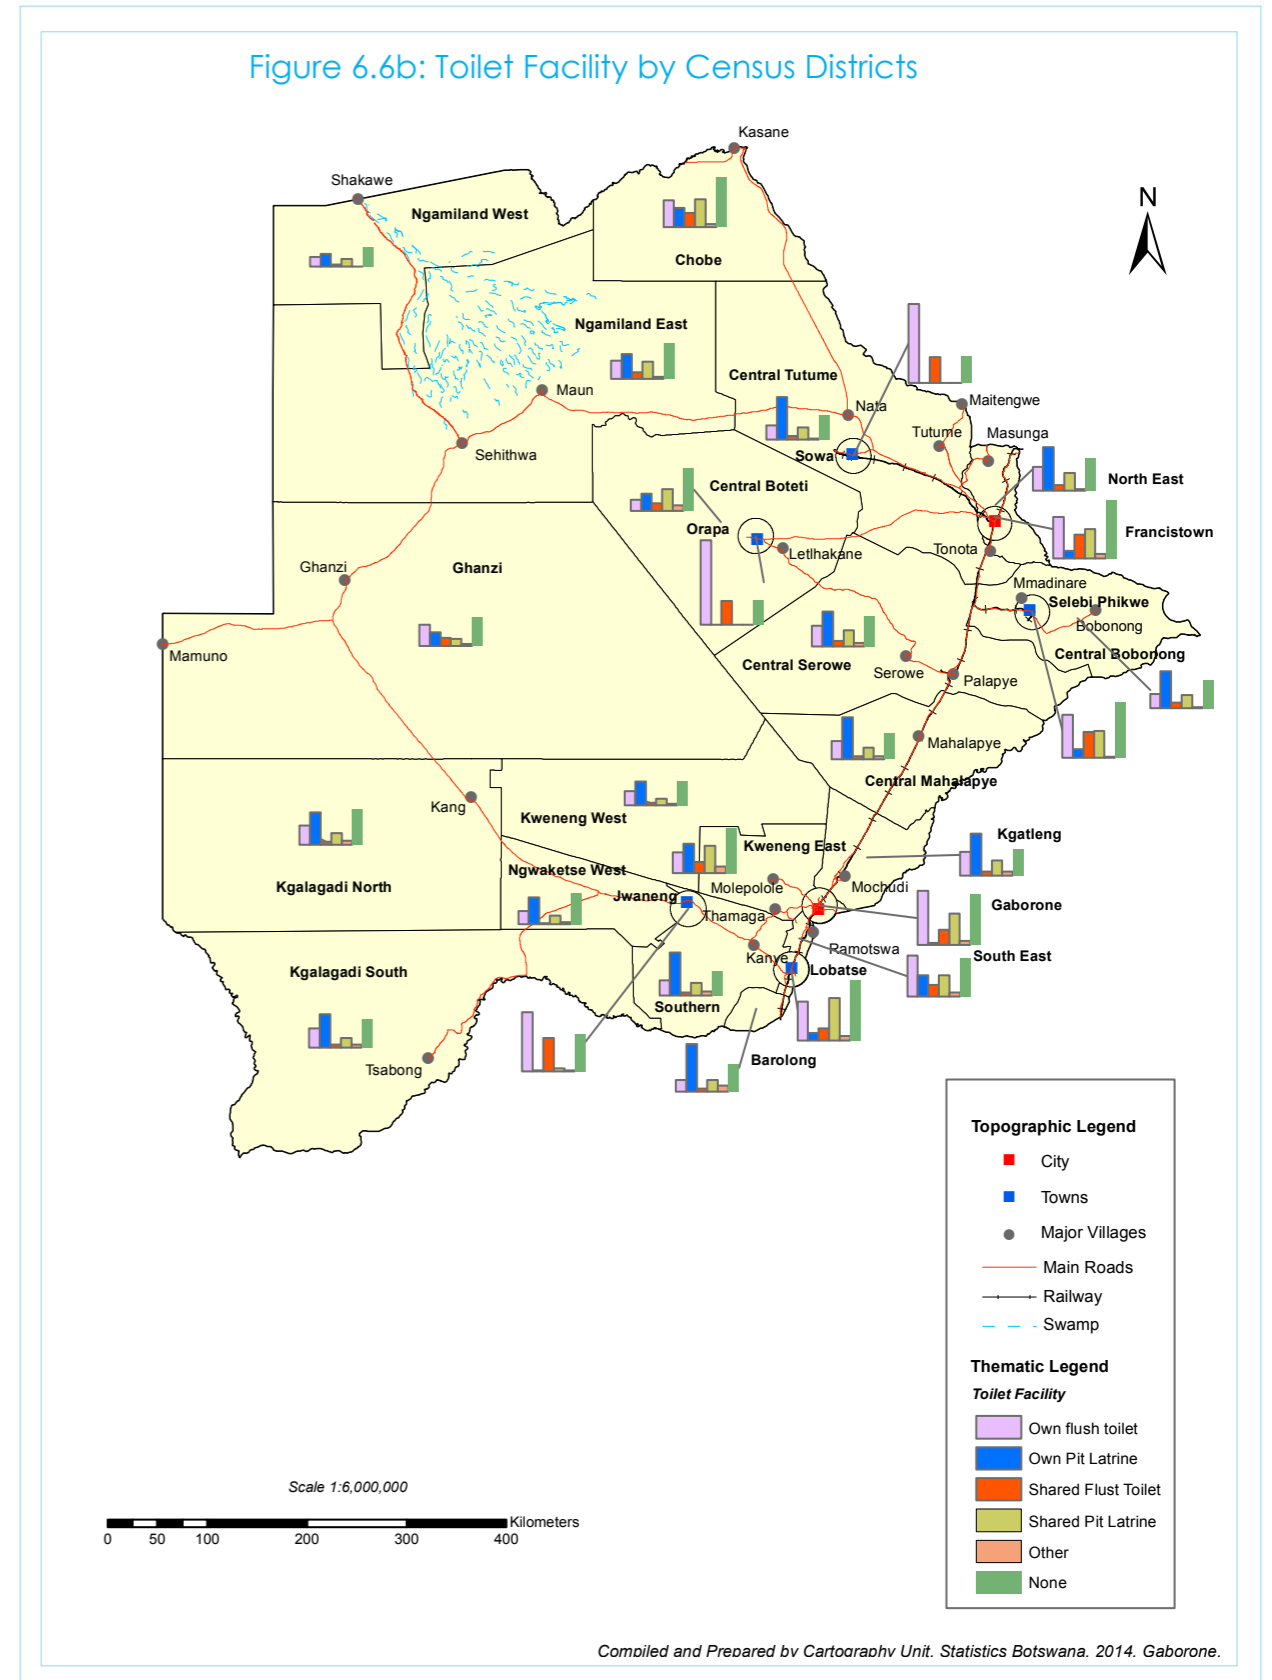 Figure 6.6b: Toilet Facility by Census Districts
Kasane
Shakawe
N
Ngamiland West
Chobe
Ngamiland East
Central Tutume
Maun
Nata
Maitengwe
Tutume
Masunga
Sehithwa
Sowa
North East
Central Boteti
Orapa
Francistown
Letlhakane
Tonota
Ghanzi
Ghanzi
Mmadinare
Selebi Phikwe
Bobonong
Mamuno
Central Bobonong
Central Serowe
Serowe
Palapye
Mahalapye
Central Mahalapye
Kang
Kweneng West
Kgatleng
Kweneng East
Ngwaketse West
Kgalagadi North
Molepolole
Mochudi
Jwaneng
Gaborone
Thamaga
Ramotswa
South East
Kanye
Lobatse
Kgalagadi South
Southern
Tsabong
Barolong
Topographic Legend
City
Towns
Major Villages
Main Roads
Railway
Swamp
Thematic Legend
Toilet Facility
Own flush toilet
Own Pit Latrine
Shared Flust Toilet
Shared Pit Latrine
Other
None
Scale 1:6,000,000
Kilometers
0 50 100 200 300 400
Compiled and Prepared by Cartography Unit, Statistics Botswana, 2014, Gaborone.